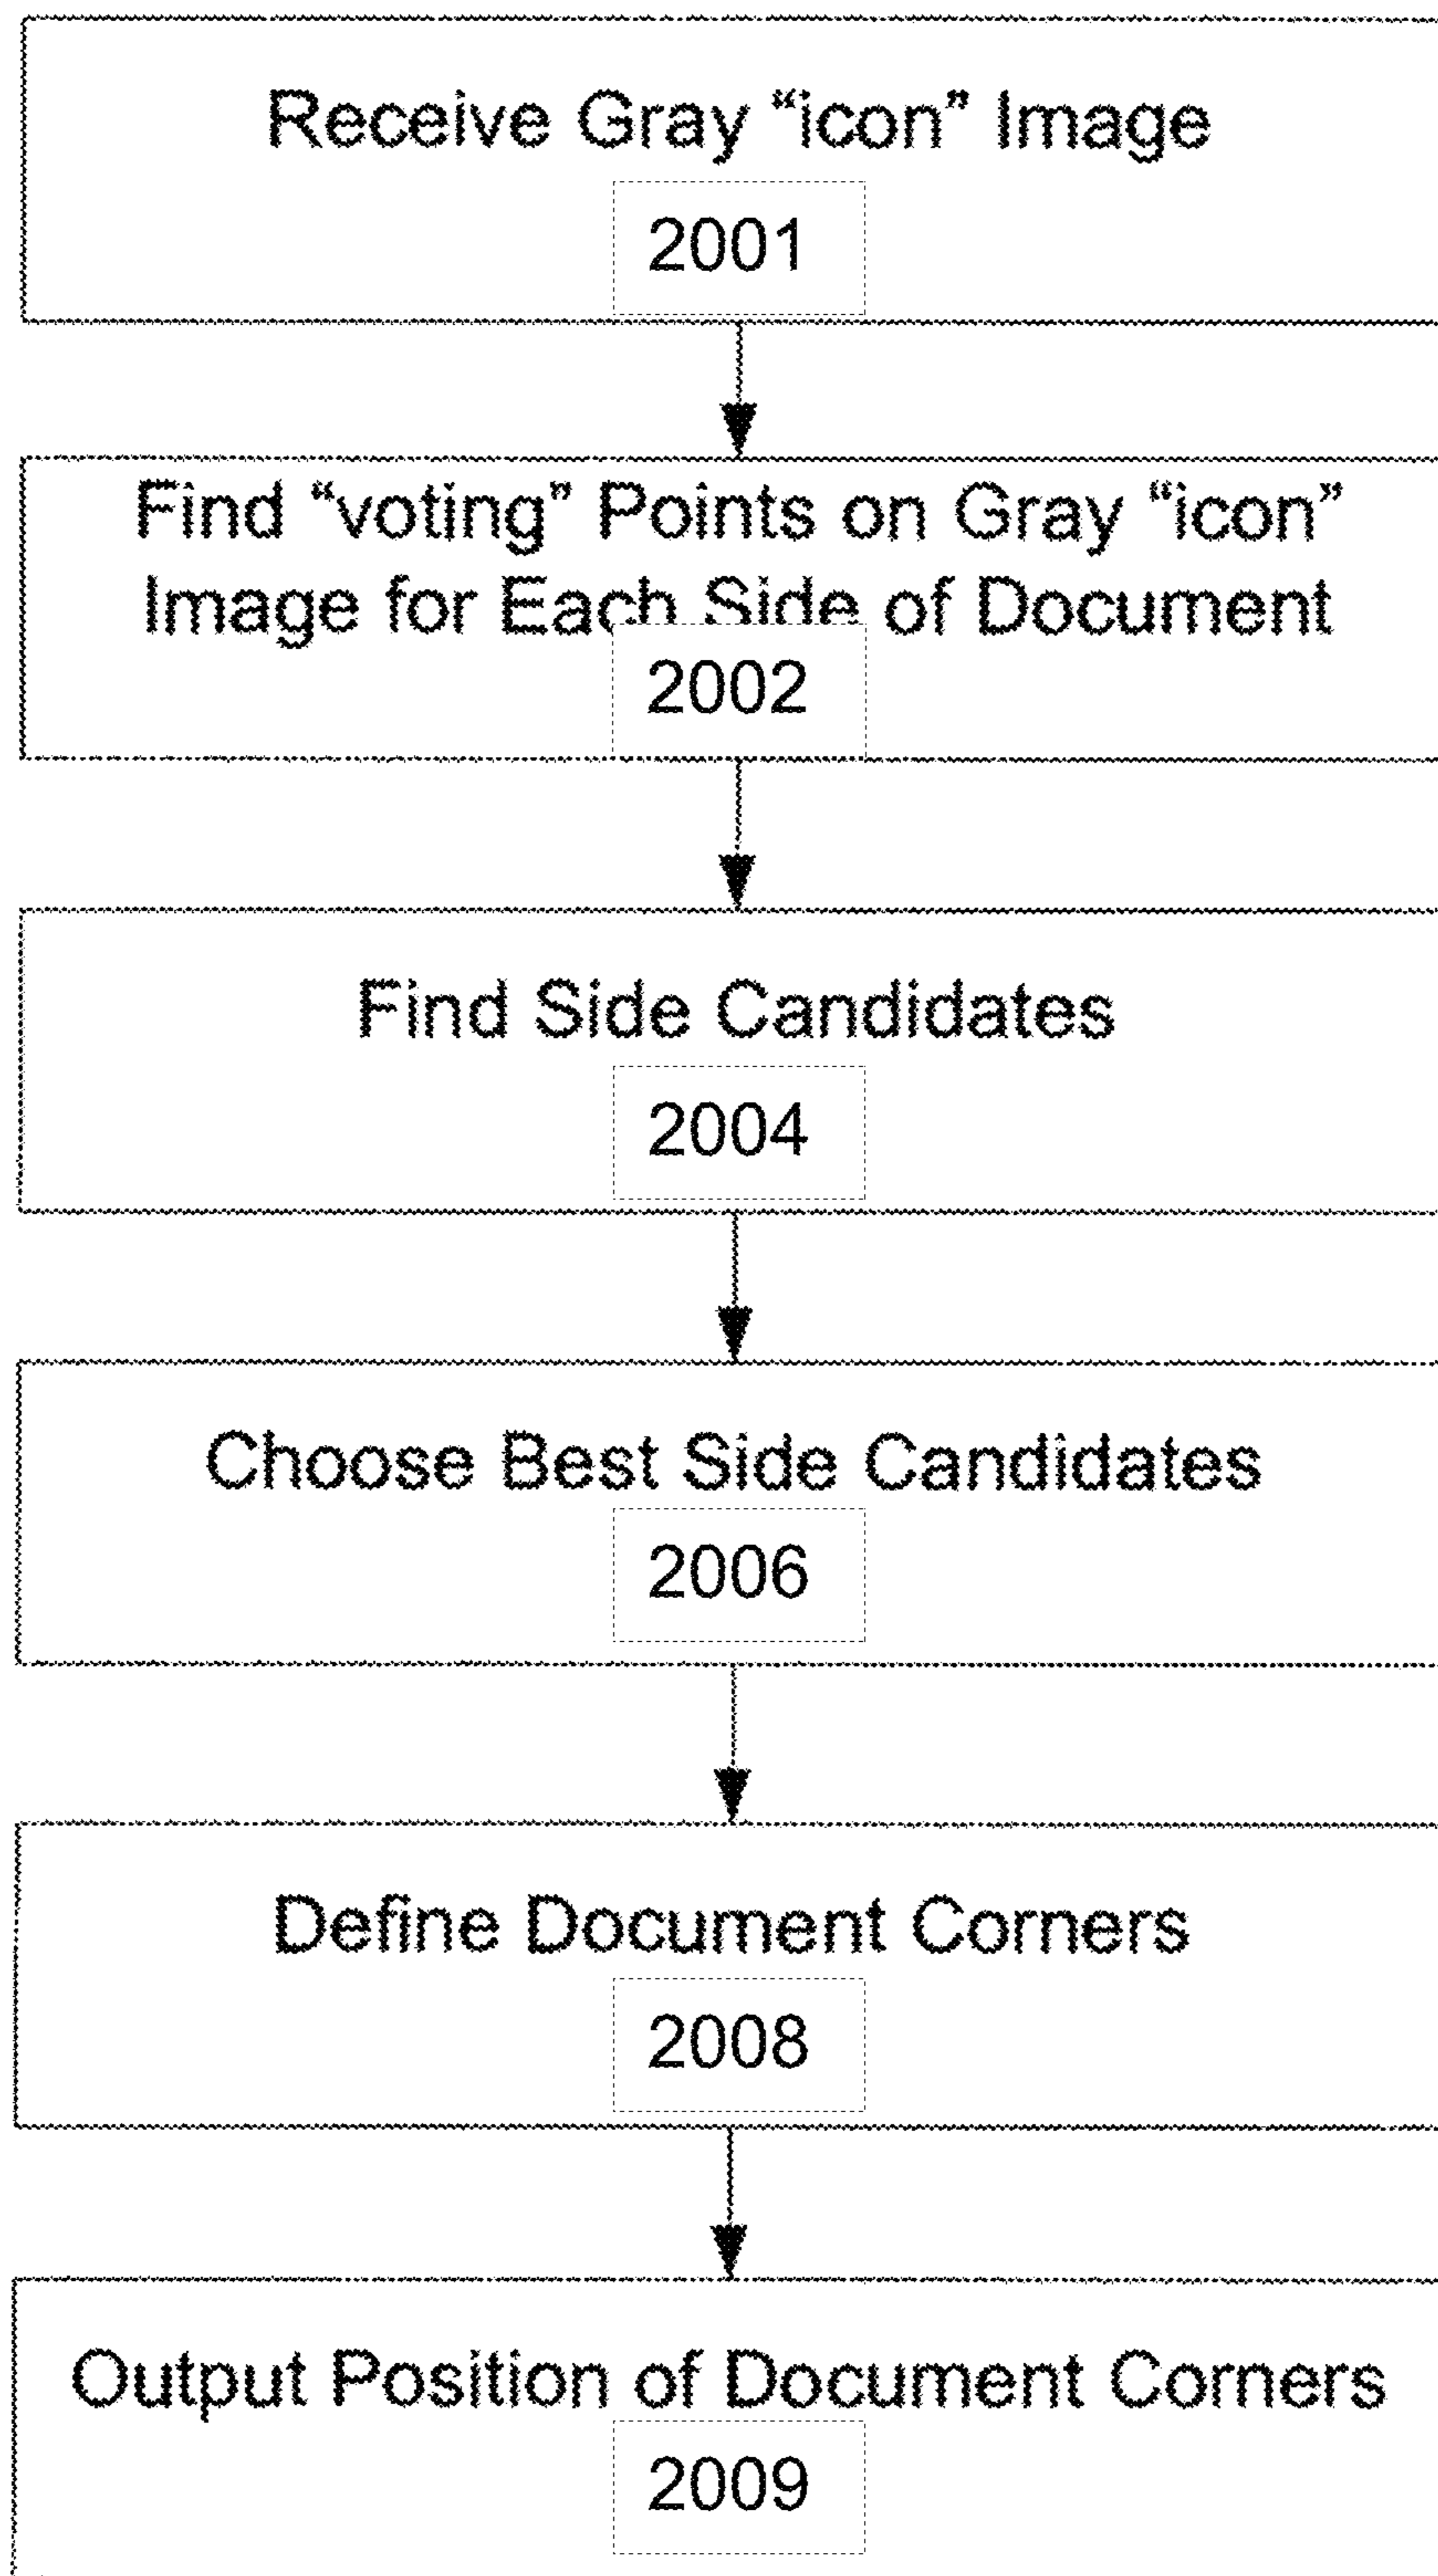 Receive Gray “icon” Image
2001
Find “voting” Points on Gray “icon”
Image for Each Side of Document
2002
Find Side Candidates
2004
Choose Best Side Candidates
2006
Define Document Corners
2008
Output Position of Document Corners
2009